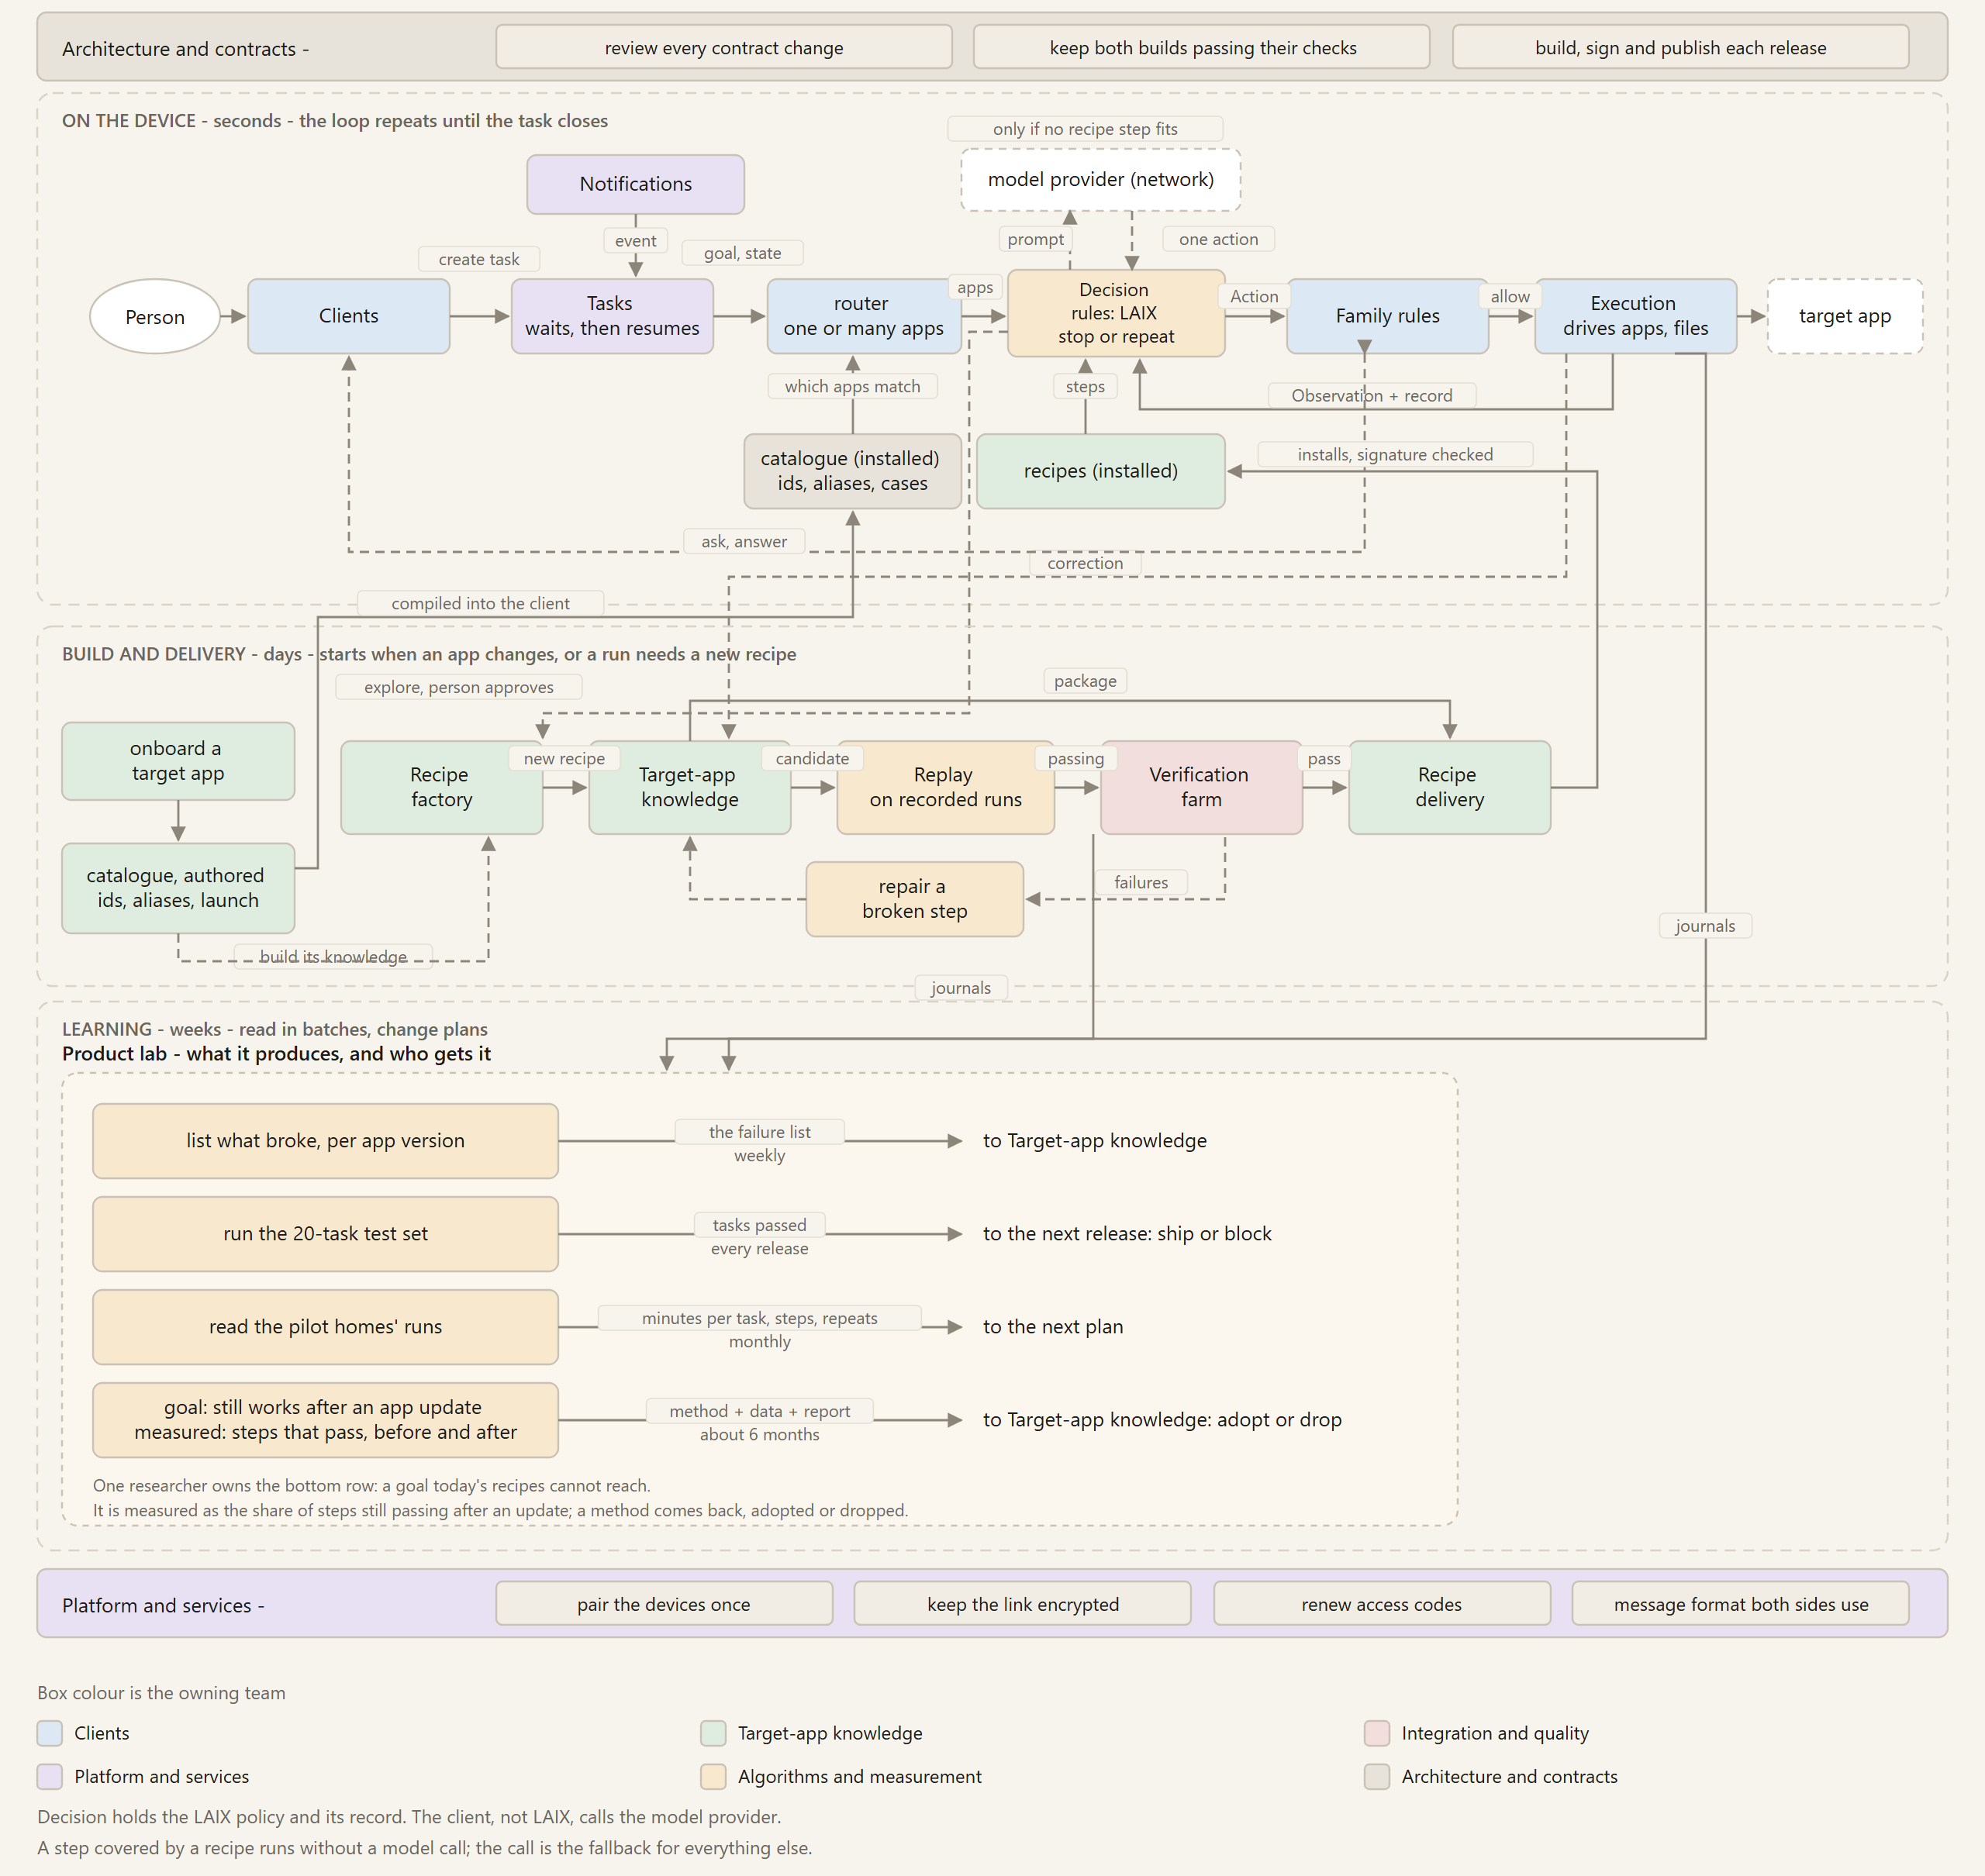 Architecture and contracts -
review every contract change
keep both builds passing their checks
build, sign and publish each release
ON THE DEVICE - seconds - the loop repeats until the task closes
only if no recipe step fits
Notifications
model provider (network)
event
goal, state
prompt
one action
create task
Person
Clients
Tasks
waits, then resumes
router
one or many apps
apps
Decision
rules: LAIX
stop or repeat
Action
Family rules
allow
Execution
drives apps, files
target app
which apps match
steps
Observation + record
catalogue (installed)
ids, aliases, cases
recipes (installed)
installs, signature checked
ask, answer
correction
compiled into the client
BUILD AND DELIVERY - days - starts when an app changes, or a run needs a new recipe
explore, person approves
package
onboard a
target app
Recipe
factory
new recipe
Target-app
knowledge
candidate
Replay
on recorded runs
passing
Verification
farm
pass
Recipe
delivery
catalogue, authored
ids, aliases, launch
repair a
broken step
failures
journals
build its knowledge
journals
LEARNING - weeks - read in batches, change plans
Product lab - what it produces, and who gets it
list what broke, per app version
the failure list
weekly
to Target-app knowledge
run the 20-task test set
tasks passed
every release
to the next release: ship or block
read the pilot homes' runs
minutes per task, steps, repeats
monthly
to the next plan
goal: still works after an app update
measured: steps that pass, before and after
method + data + report
about 6 months
to Target-app knowledge: adopt or drop
One researcher owns the bottom row: a goal today's recipes cannot reach.
It is measured as the share of steps still passing after an update; a method comes back, adopted or dropped.
Platform and services -
pair the devices once
keep the link encrypted
renew access codes
message format both sides use
Box colour is the owning team
Clients
Target-app knowledge
Integration and quality
Platform and services
Algorithms and measurement
Architecture and contracts
Decision holds the LAIX policy and its record. The client, not LAIX, calls the model provider.
A step covered by a recipe runs without a model call; the call is the fallback for everything else.